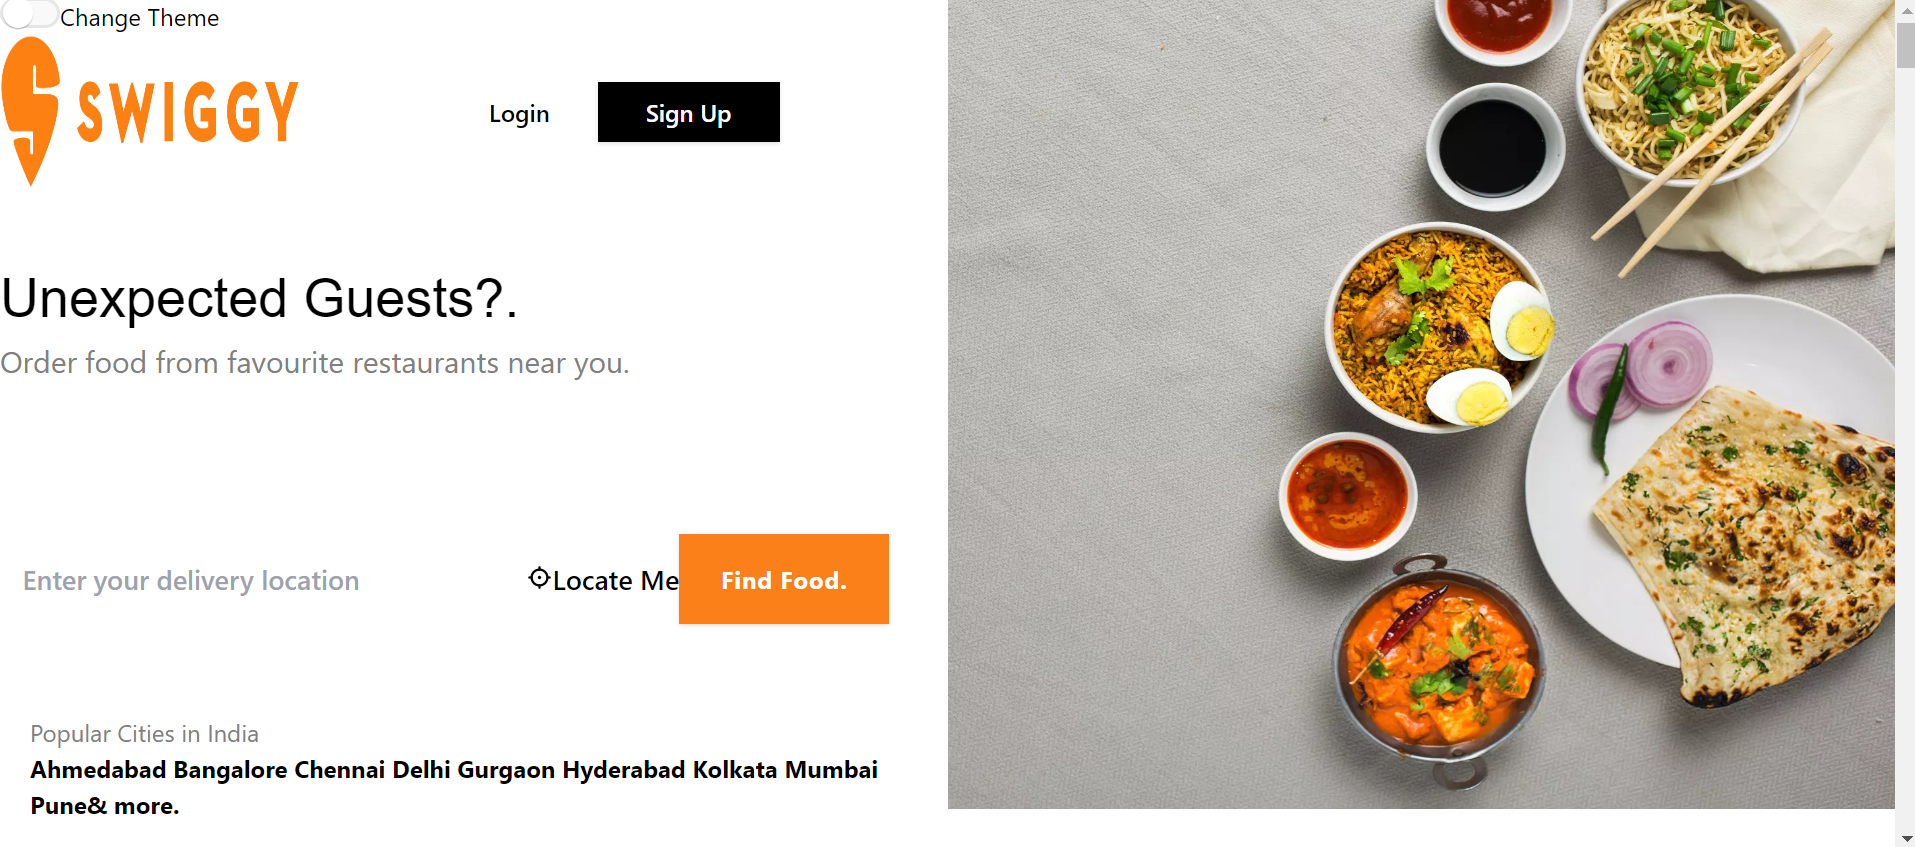 Change Theme
SWIGGY
Login
Sign Up
Unexpected Guests?.
Order food from favourite restaurants near you.
Enter your delivery location
Locate Me
Find Food.
Popular Cities in India
Ahmedabad Bangalore Chennai Delhi Gurgaon Hyderabad Kolkata Mumbai
Pune& more.